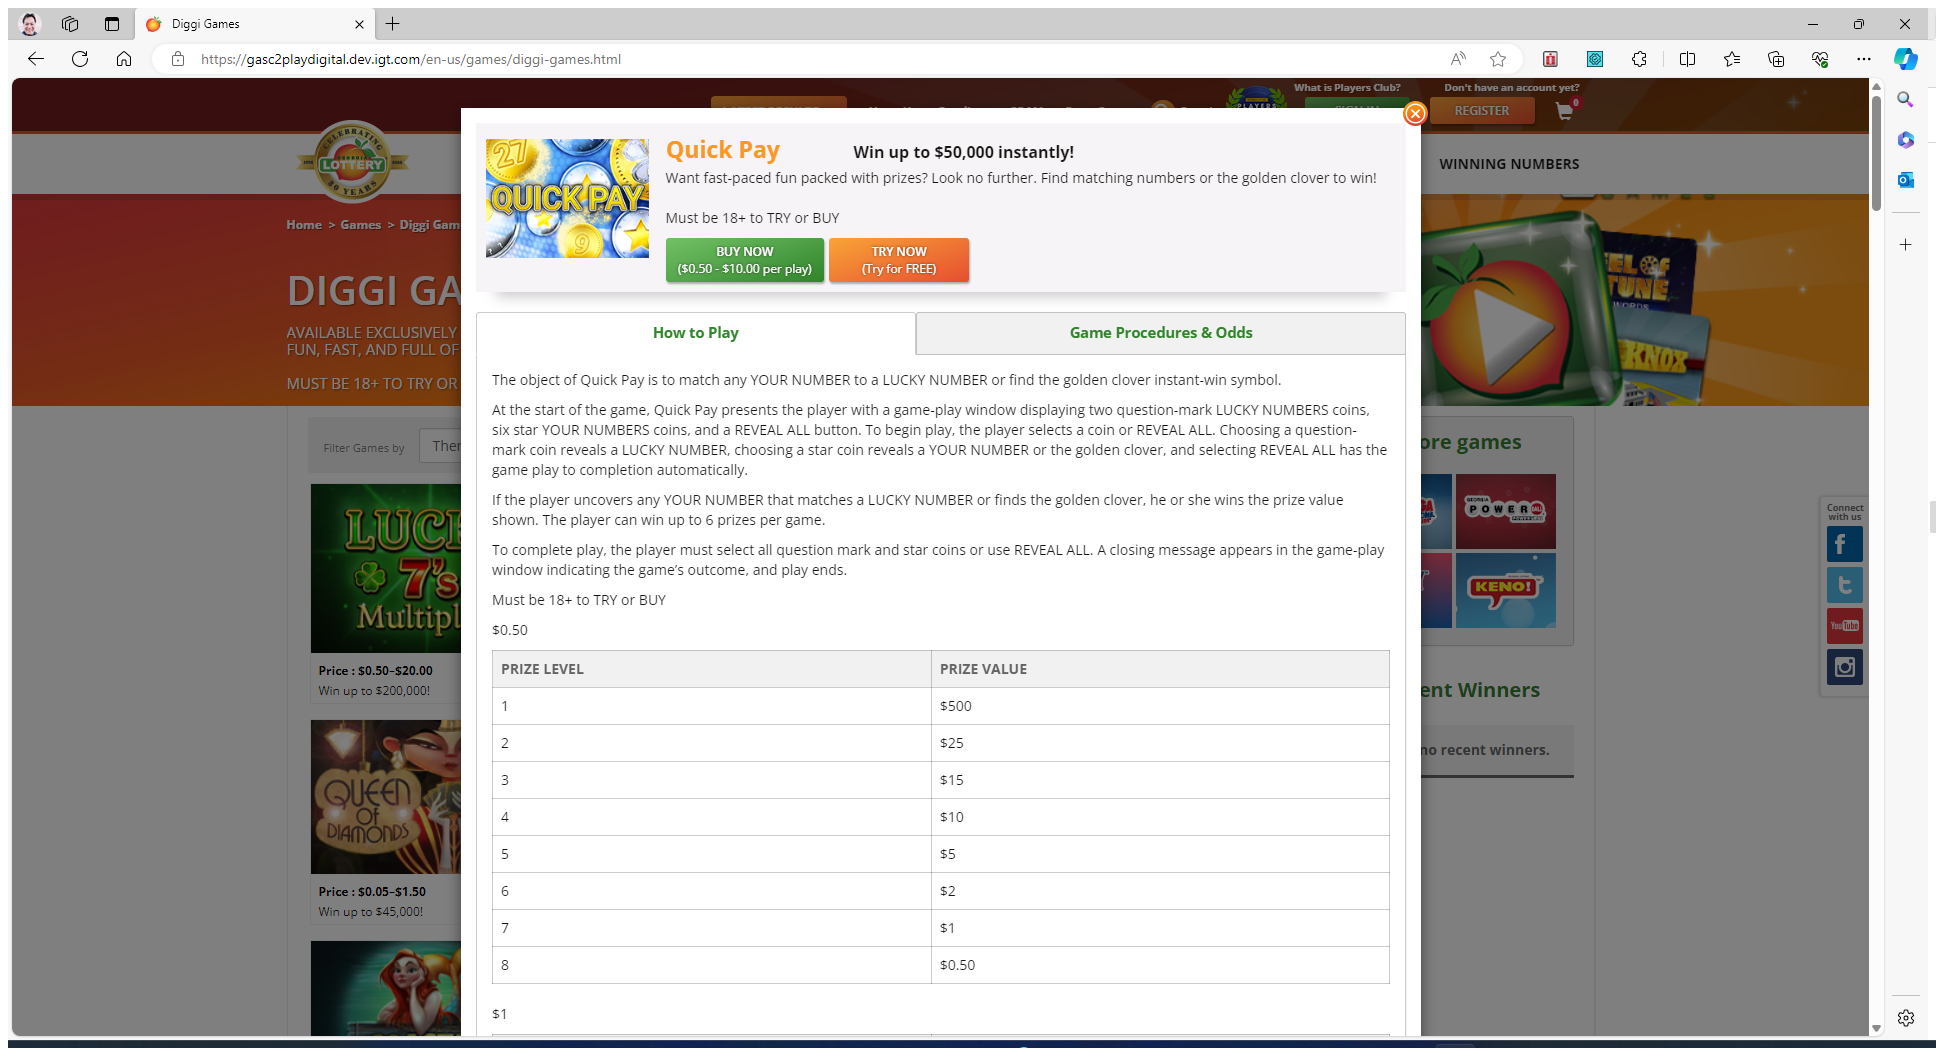 Diggi Games
https://gasc2playdigital.dev.igt.com/en-us/games/diggi-games.html
What is Players Club?
Don't have an account yet?
PLAYERS
REGISTER
0
CELEBRATING
LOTTERY
30 YEARS
WINNING NUMBERS
Home > Games > Diggi Gam
DIGGI GA
AVAILABLE EXCLUSIVELY
FUN, FAST, AND FULL OF
MUST BE 18+ TO TRY OR
Filter Games by
Ther
LUCK
7's
Multipl
Price : $0.50-$20.00
Win up to $200,000!
QUEEN
OF
DIAMONDS
Price : $0.05-$1.50
Win up to $45,000!
27
QUICK PAY
9
Quick Pay
Win up to $50,000 instantly!
Want fast-paced fun packed with prizes? Look no further. Find matching numbers or the golden clover to win!
Must be 18+ to TRY or BUY
BUY NOW
($0.50 - $10.00 per play)
TRY NOW
(Try for FREE)
How to Play
Game Procedures & Odds
The object of Quick Pay is to match any YOUR NUMBER to a LUCKY NUMBER or find the golden clover instant-win symbol.
At the start of the game, Quick Pay presents the player with a game-play window displaying two question-mark LUCKY NUMBERS coins,
six star YOUR NUMBERS coins, and a REVEAL ALL button. To begin play, the player selects a coin or REVEAL ALL. Choosing a question-
mark coin reveals a LUCKY NUMBER, choosing a star coin reveals a YOUR NUMBER or the golden clover, and selecting REVEAL ALL has the
game play to completion automatically.
If the player uncovers any YOUR NUMBER that matches a LUCKY NUMBER or finds the golden clover, he or she wins the prize value
shown. The player can win up to 6 prizes per game.
To complete play, the player must select all question mark and star coins or use REVEAL ALL. A closing message appears in the game-play
window indicating the game's outcome, and play ends.
Must be 18+ to TRY or BUY
$0.50
PRIZE LEVEL PRIZE VALUE
1 $500
2 $25
3 $15
4 $10
5 $5
6 $2
7 $1
8 $0.50
$1
EL OF
TUNE
WORDS
KNOX
ore games
GEORGIA
POWER BALL
KENO!
ent Winners
no recent winners.
Connect
with us
f
t
YouTube